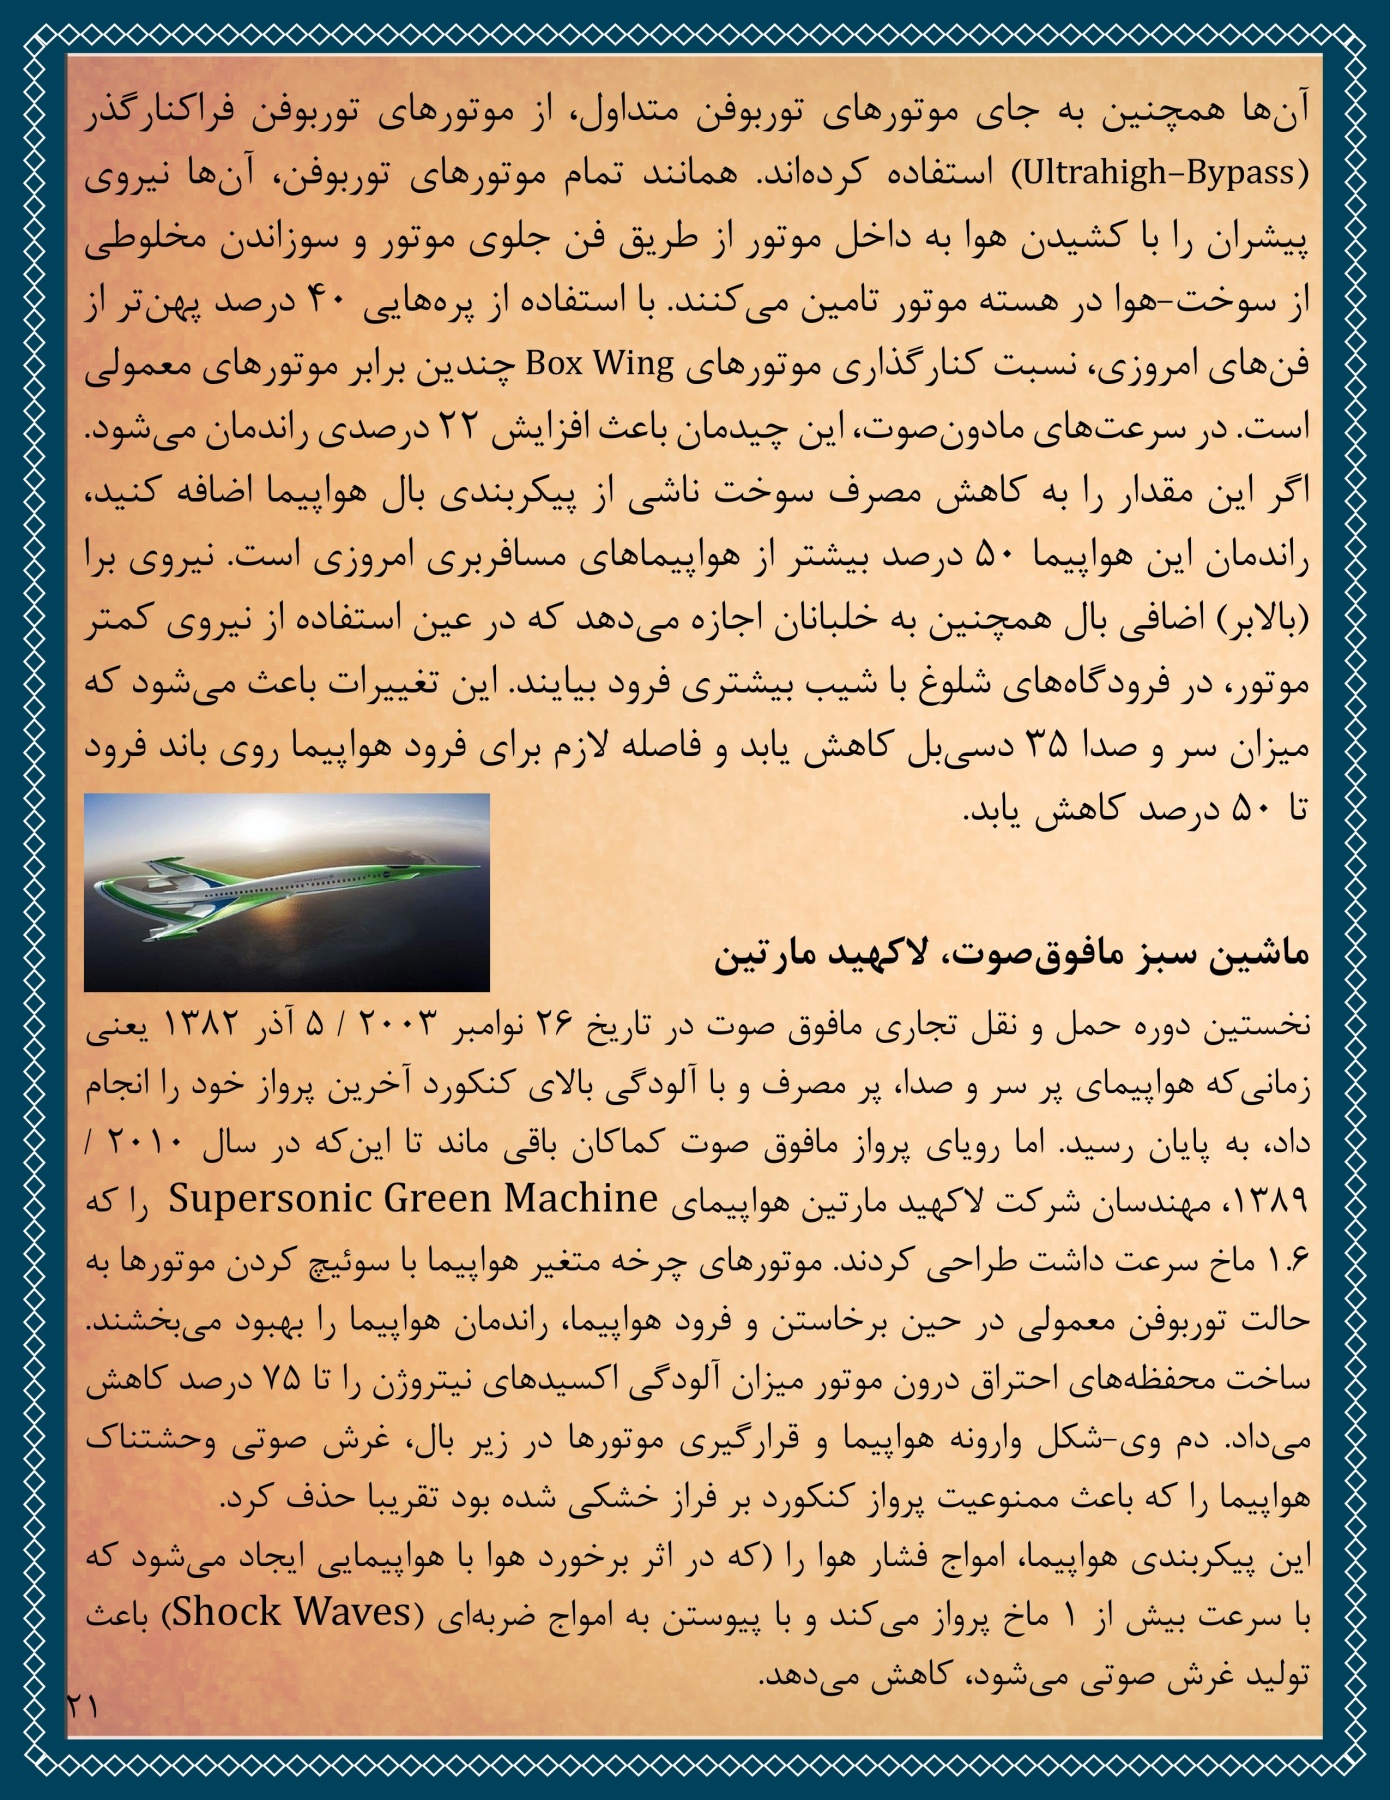 آن‌ها همچنین به جای موتورهای توربوفن متداول، از موتورهای توربوفن فراکنارگذر
(Ultrahigh-Bypass) استفاده کرده‌اند. همانند تمام موتورهای توربوفن، آن‌ها نیروی
پیشران را با کشیدن هوا به داخل موتور از طریق فن جلوی موتور و سوزاندن مخلوطی
از سوخت-هوا در هسته موتور تامین می‌کنند. با استفاده از پره‌هایی ۴۰ درصد پهن‌تر از
فن‌های امروزی، نسبت کنارگذاری موتورهای Box Wing چندین برابر موتورهای معمولی
است. در سرعت‌های مادون‌صوت، این چیدمان باعث افزایش ۲۲ درصدی راندمان می‌شود.
اگر این مقدار را به کاهش مصرف سوخت ناشی از پیکربندی بال هواپیما اضافه کنید،
راندمان این هواپیما ۵۰ درصد بیشتر از هواپیماهای مسافربری امروزی است. نیروی برا
(بالابر) اضافی بال همچنین به خلبانان اجازه می‌دهد که در عین استفاده از نیروی کمتر
موتور، در فرودگاه‌های شلوغ با شیب بیشتری فرود بیایند. این تغییرات باعث می‌شود که
میزان سر و صدا ۳۵ دسی‌بل کاهش یابد و فاصله لازم برای فرود هواپیما روی باند فرود
تا ۵۰ درصد کاهش یابد.
ماشین سبز مافوق‌صوت، لاکهید مارتین
نخستین دوره حمل و نقل تجاری مافوق صوت در تاریخ ۲۶ نوامبر ۲۰۰۳ / ۵ آذر ۱۳۸۲ یعنی
زمانی‌که هواپیمای پر سر و صدا، پر مصرف و با آلودگی بالای کنکورد آخرین پرواز خود را انجام
داد، به پایان رسید. اما رویای پرواز مافوق صوت کماکان باقی ماند تا این‌که در سال ۲۰۱۰ /
۱۳۸۹، مهندسان شرکت لاکهید مارتین هواپیمای Supersonic Green Machine را که
۱.۶ ماخ سرعت داشت طراحی کردند. موتورهای چرخه متغیر هواپیما با سوئیچ کردن موتورها به
حالت توربوفن معمولی در حین برخاستن و فرود هواپیما، راندمان هواپیما را بهبود می‌بخشند.
ساخت محفظه‌های احتراق درون موتور میزان آلودگی اکسیدهای نیتروژن را تا ۷۵ درصد کاهش
می‌داد. دم وی-شکل وارونه هواپیما و قرارگیری موتورها در زیر بال، غرش صوتی وحشتناک
هواپیما را که باعث ممنوعیت پرواز کنکورد بر فراز خشکی شده بود تقریبا حذف کرد.
این پیکربندی هواپیما، امواج فشار هوا را (که در اثر برخورد هوا با هواپیمایی ایجاد می‌شود که
با سرعت بیش از ۱ ماخ پرواز می‌کند و با پیوستن به امواج ضربه‌ای (Shock Waves) باعث
تولید غرش صوتی می‌شود، کاهش می‌دهد.
۲۱